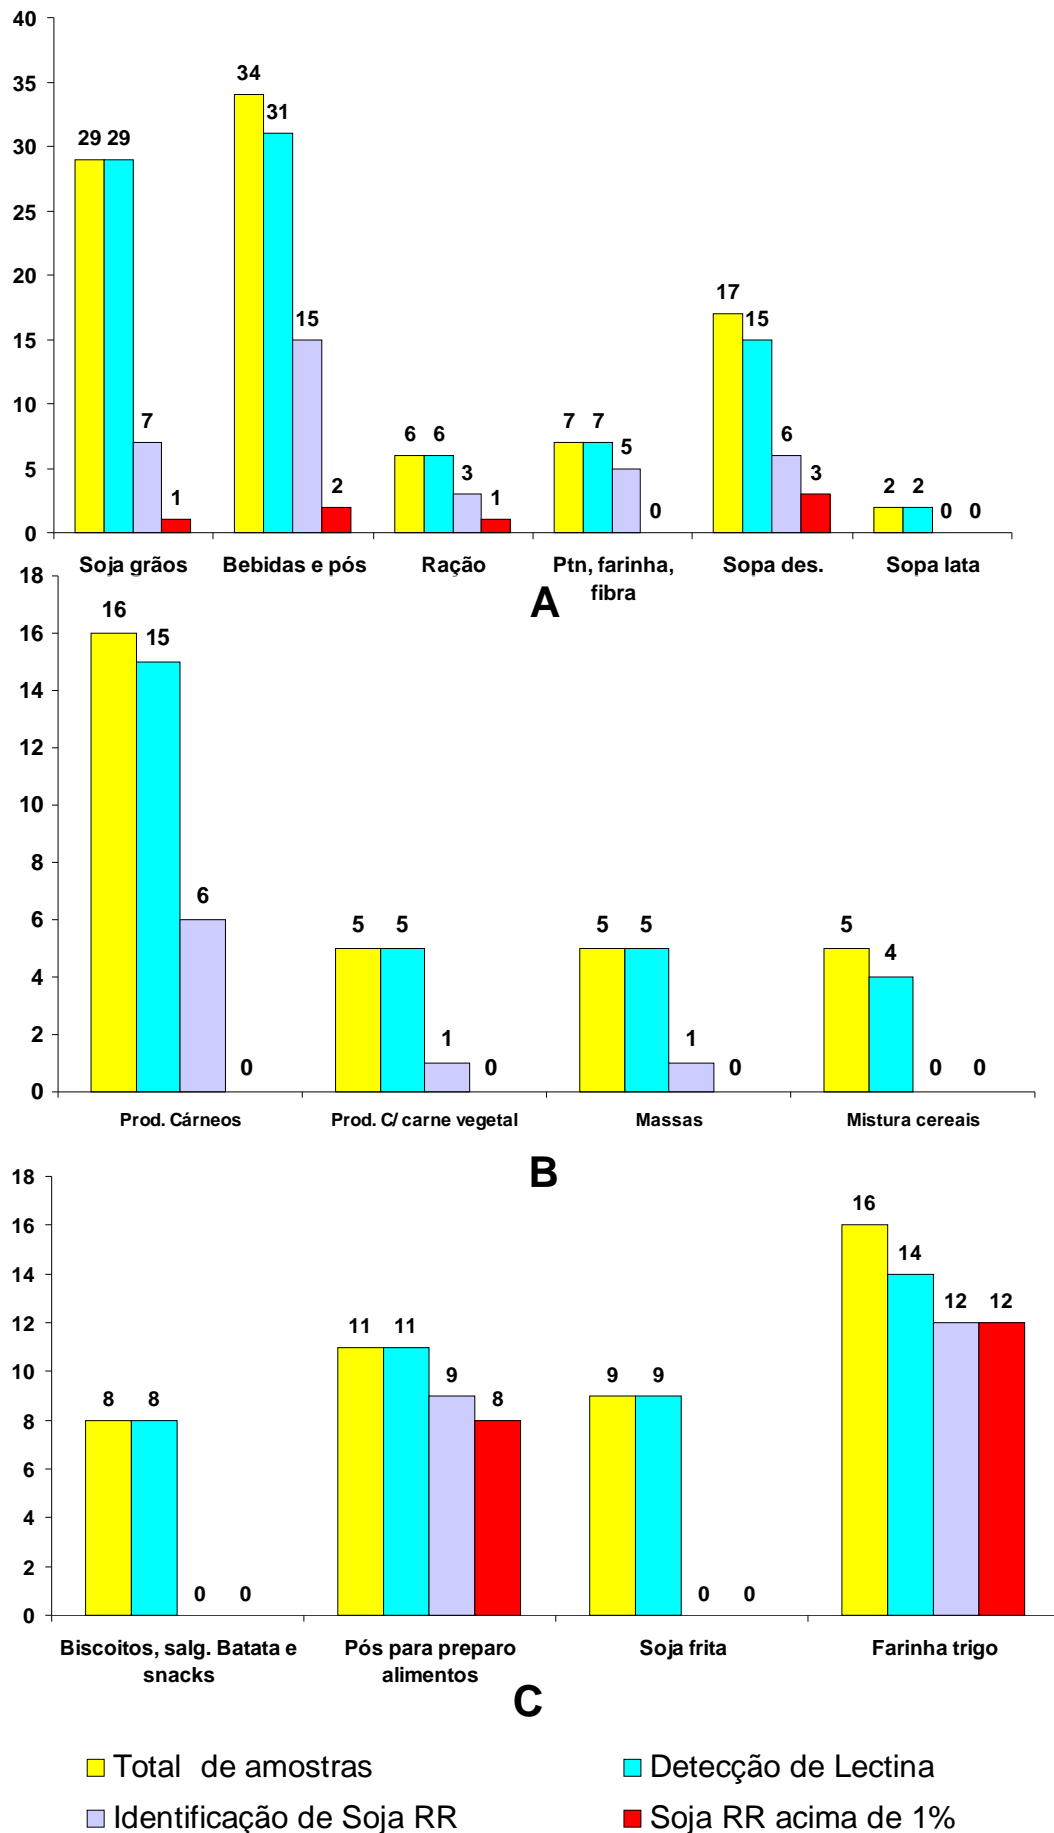 40
35
30
25
20
15
10
5
0
29 29 7 1
34 31 15 2
6 6 3 1
7 7 5 0
17 15 6 3
2 2 0 0
Soja grãos Bebidas e pós Ração Ptn, farinha, Sopa des. Sopa lata
fibra
A
18
16
14
12
10
8
6
4
2
0
16 15 6 0
5 5 1 0
5 5 1 0
5 4 0 0
Prod. Cárneos Prod. C/ carne vegetal Massas Mistura cereais
B
18
16
14
12
10
8
6
4
2
0
8 8 0 0
11 11 9 8
9 9 0 0
16 14 12 12
Biscoitos, salg. Batata e Pós para preparo Soja frita Farinha trigo
snacks alimentos
C
Total de amostras Detecção de Lectina
Identificação de Soja RR Soja RR acima de 1%